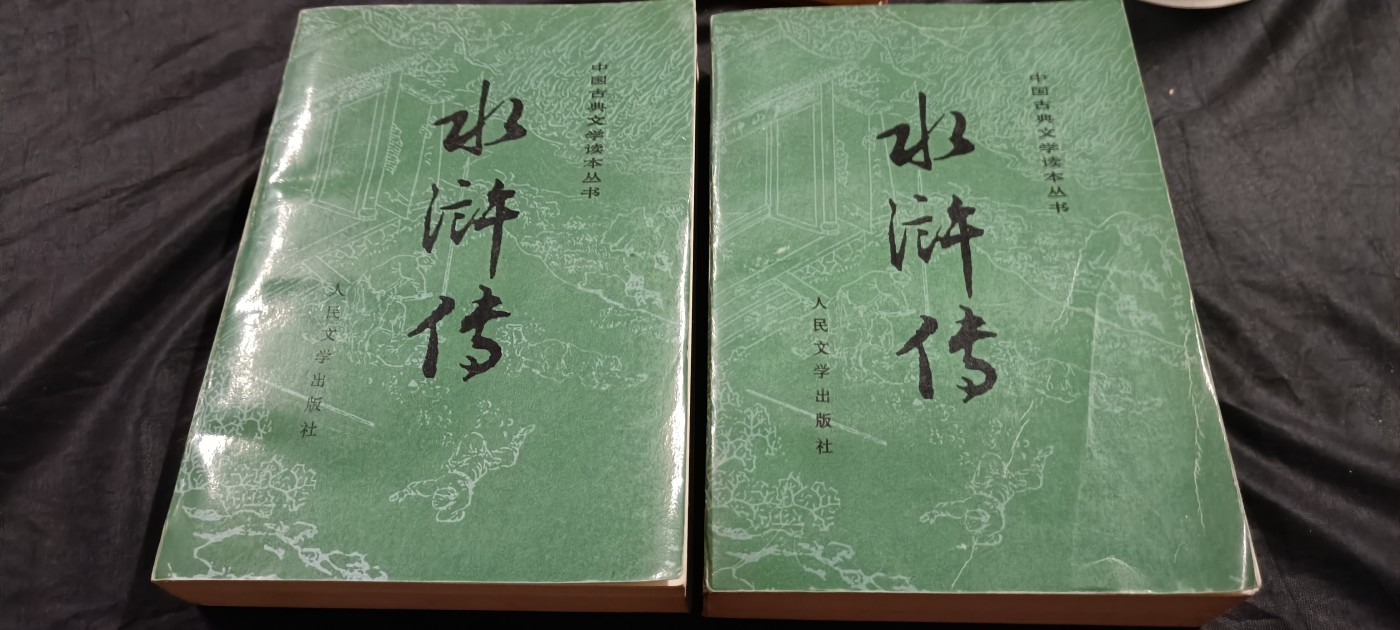 中国古典文学读本丛书
水浒传
人民文学出版社
中国古典文学读本丛书
水浒传
人民文学出版社